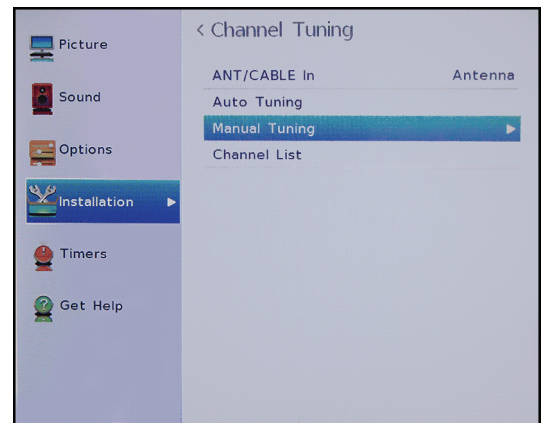 < Channel Tuning
Picture
Sound
Options
Installation
Timers
Get Help
ANT/CABLE In Antenna
Auto Tuning
Manual Tuning
Channel List